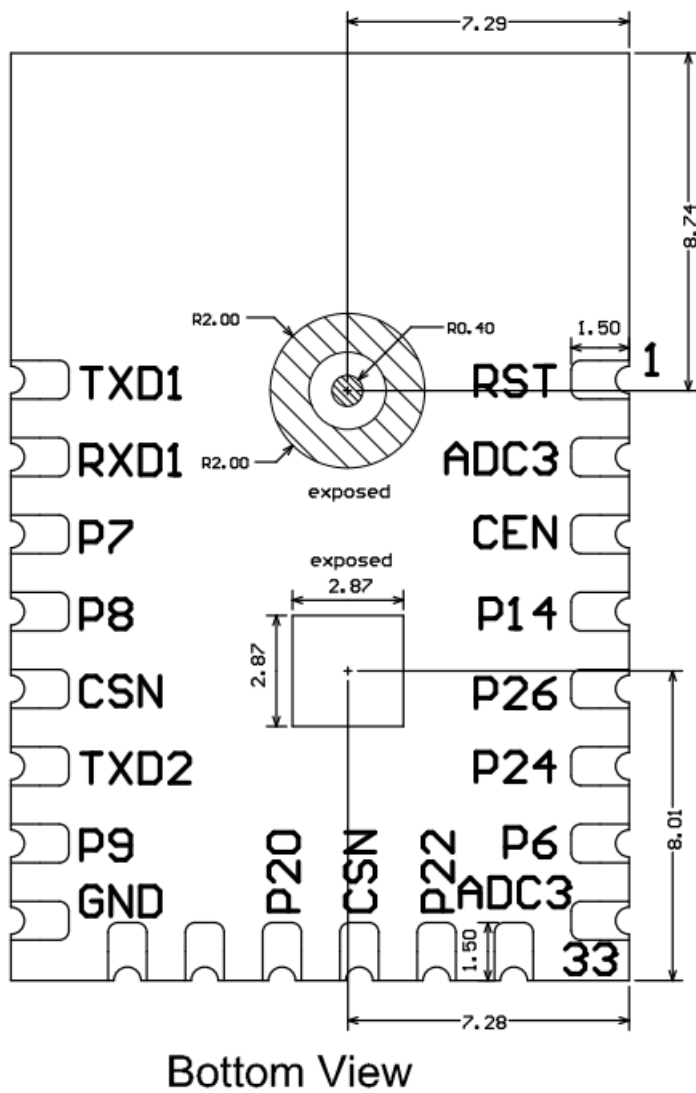 7.29
8.74
R2.00
R0.40
1.50
1
TXD1
RST
RXD1
R2.00
ADC3
exposed
P7
CEN
exposed
2.87
P8
P14
2.87
CSN
P26
TXD2
P24
8.01
P9
P20
CSN
P22
P6
GND
ADC3
1.50
33
7.28
Bottom View